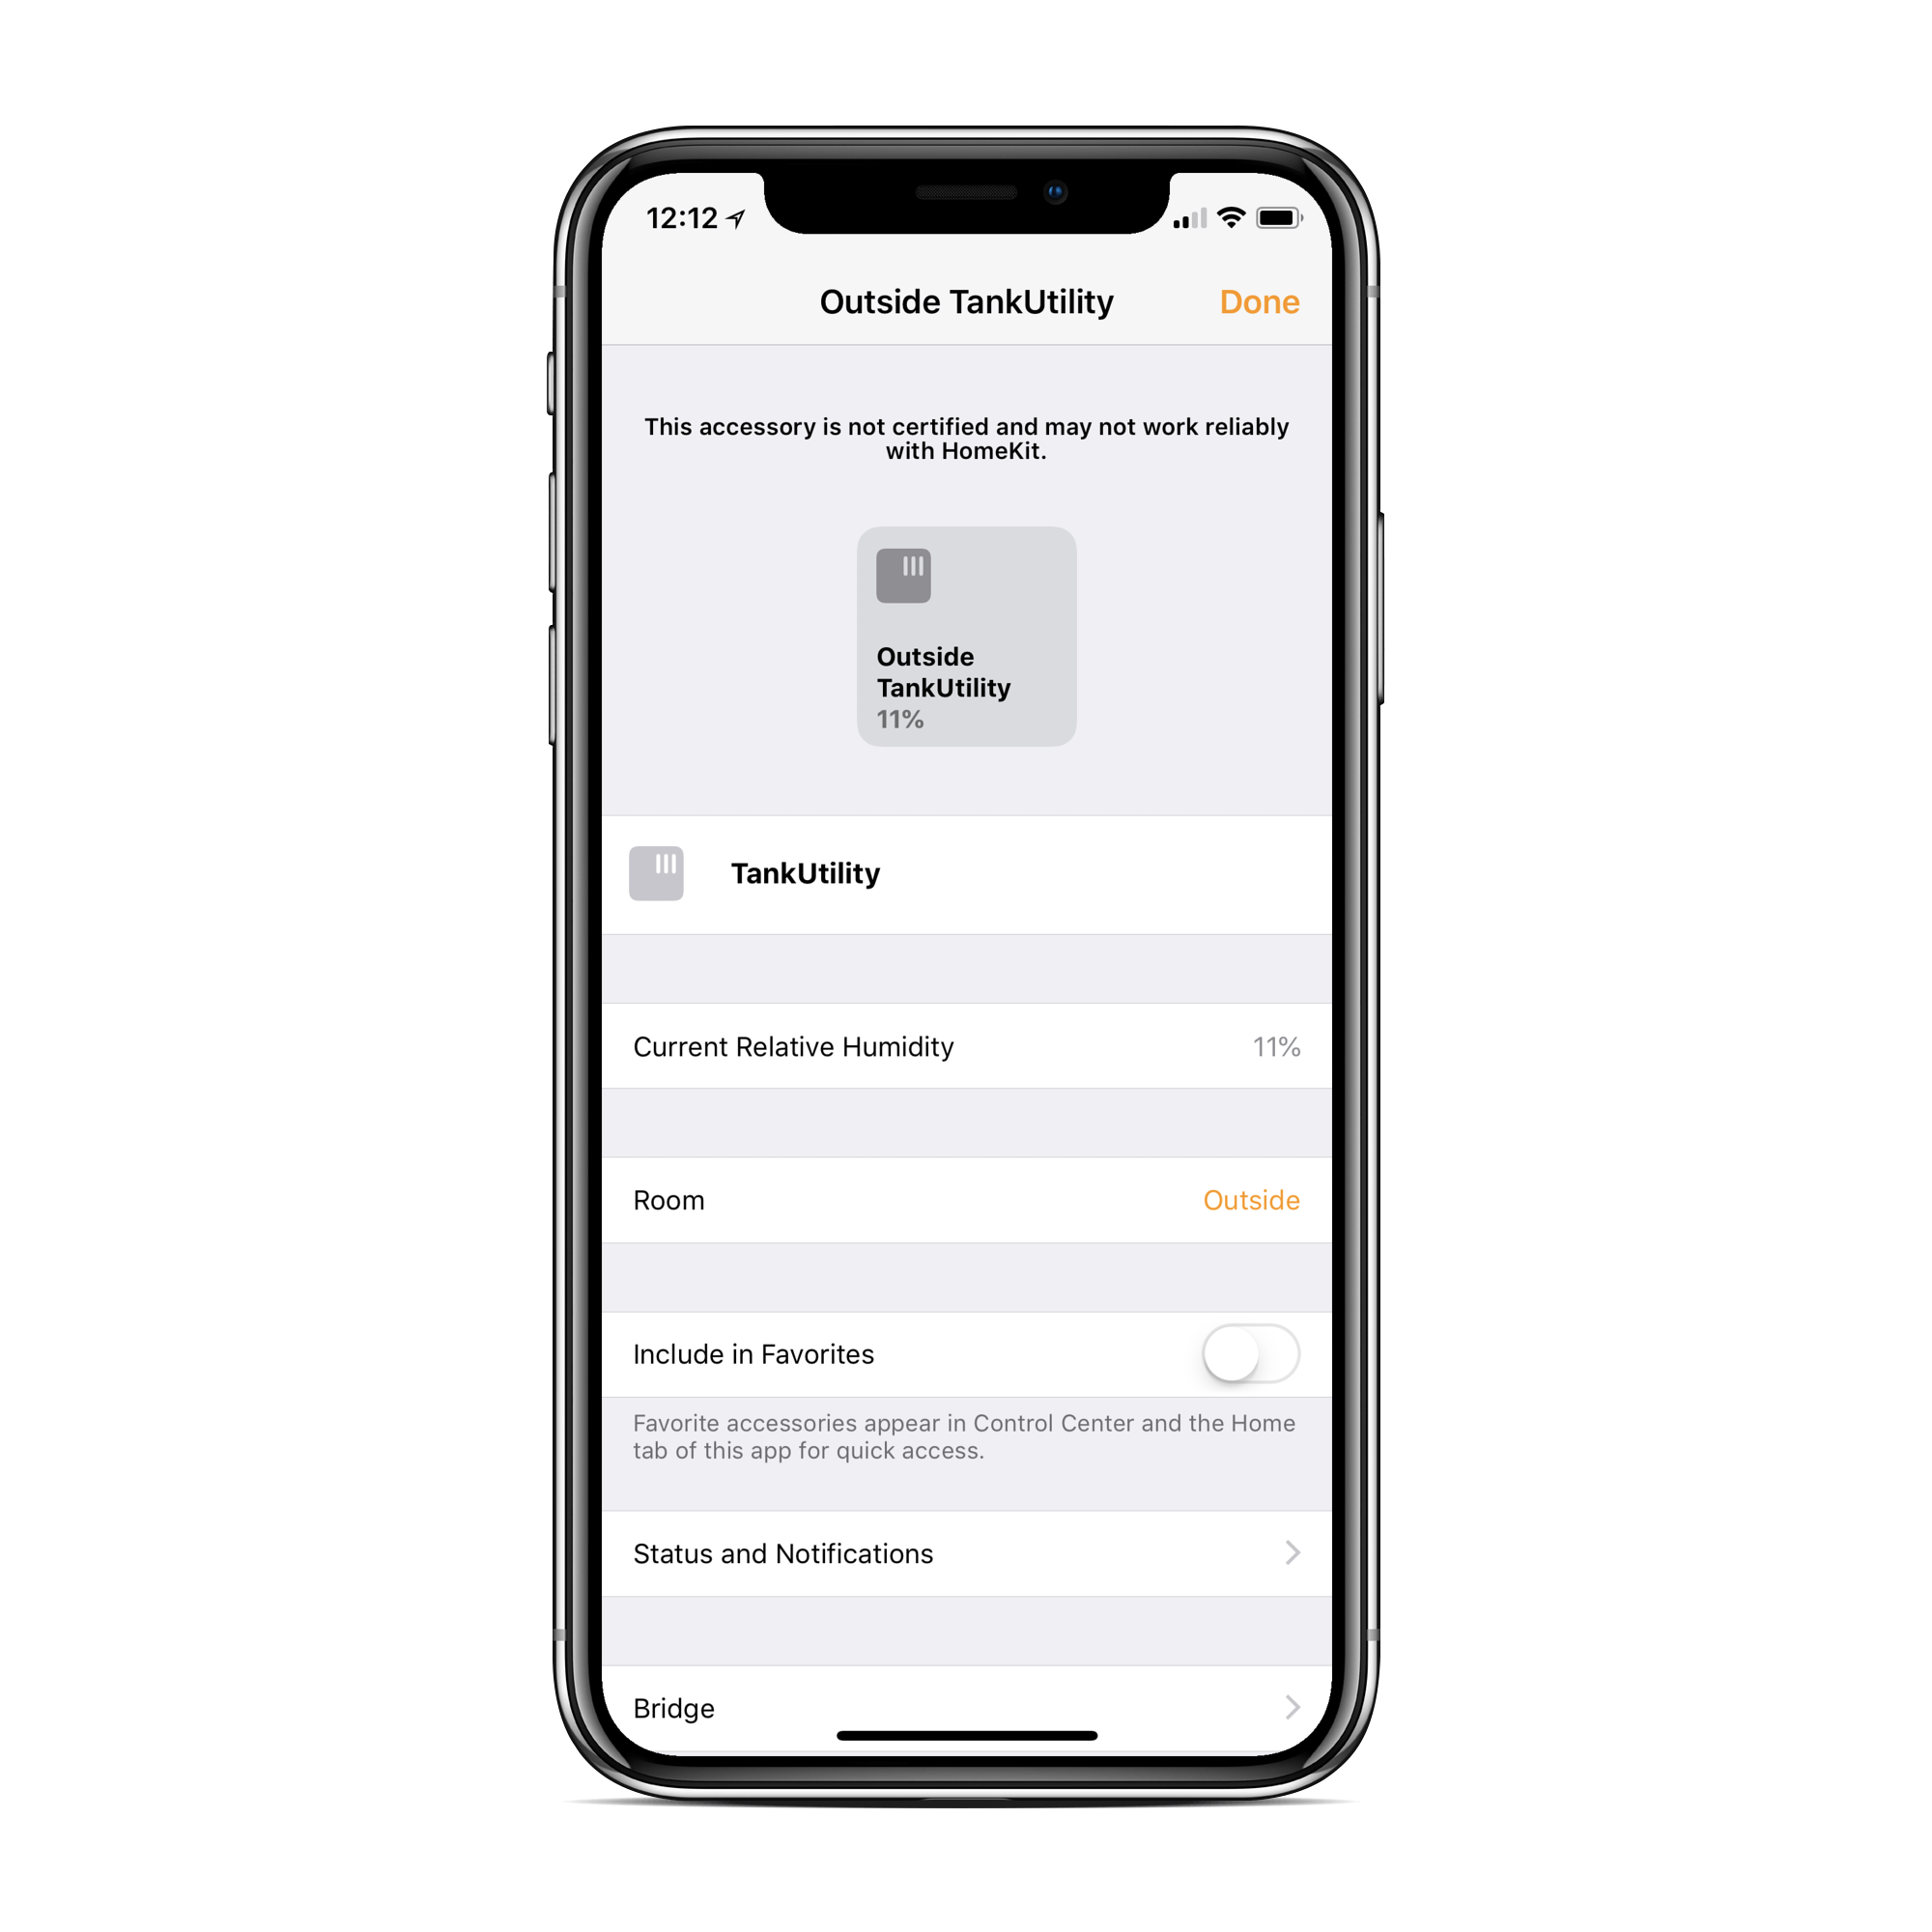 12:12
Outside TankUtility
Done
This accessory is not certified and may not work reliably
with HomeKit.
Outside
TankUtility
11%
TankUtility
Current Relative Humidity
11%
Room
Outside
Include in Favorites
Favorite accessories appear in Control Center and the Home
tab of this app for quick access.
Status and Notifications
Bridge